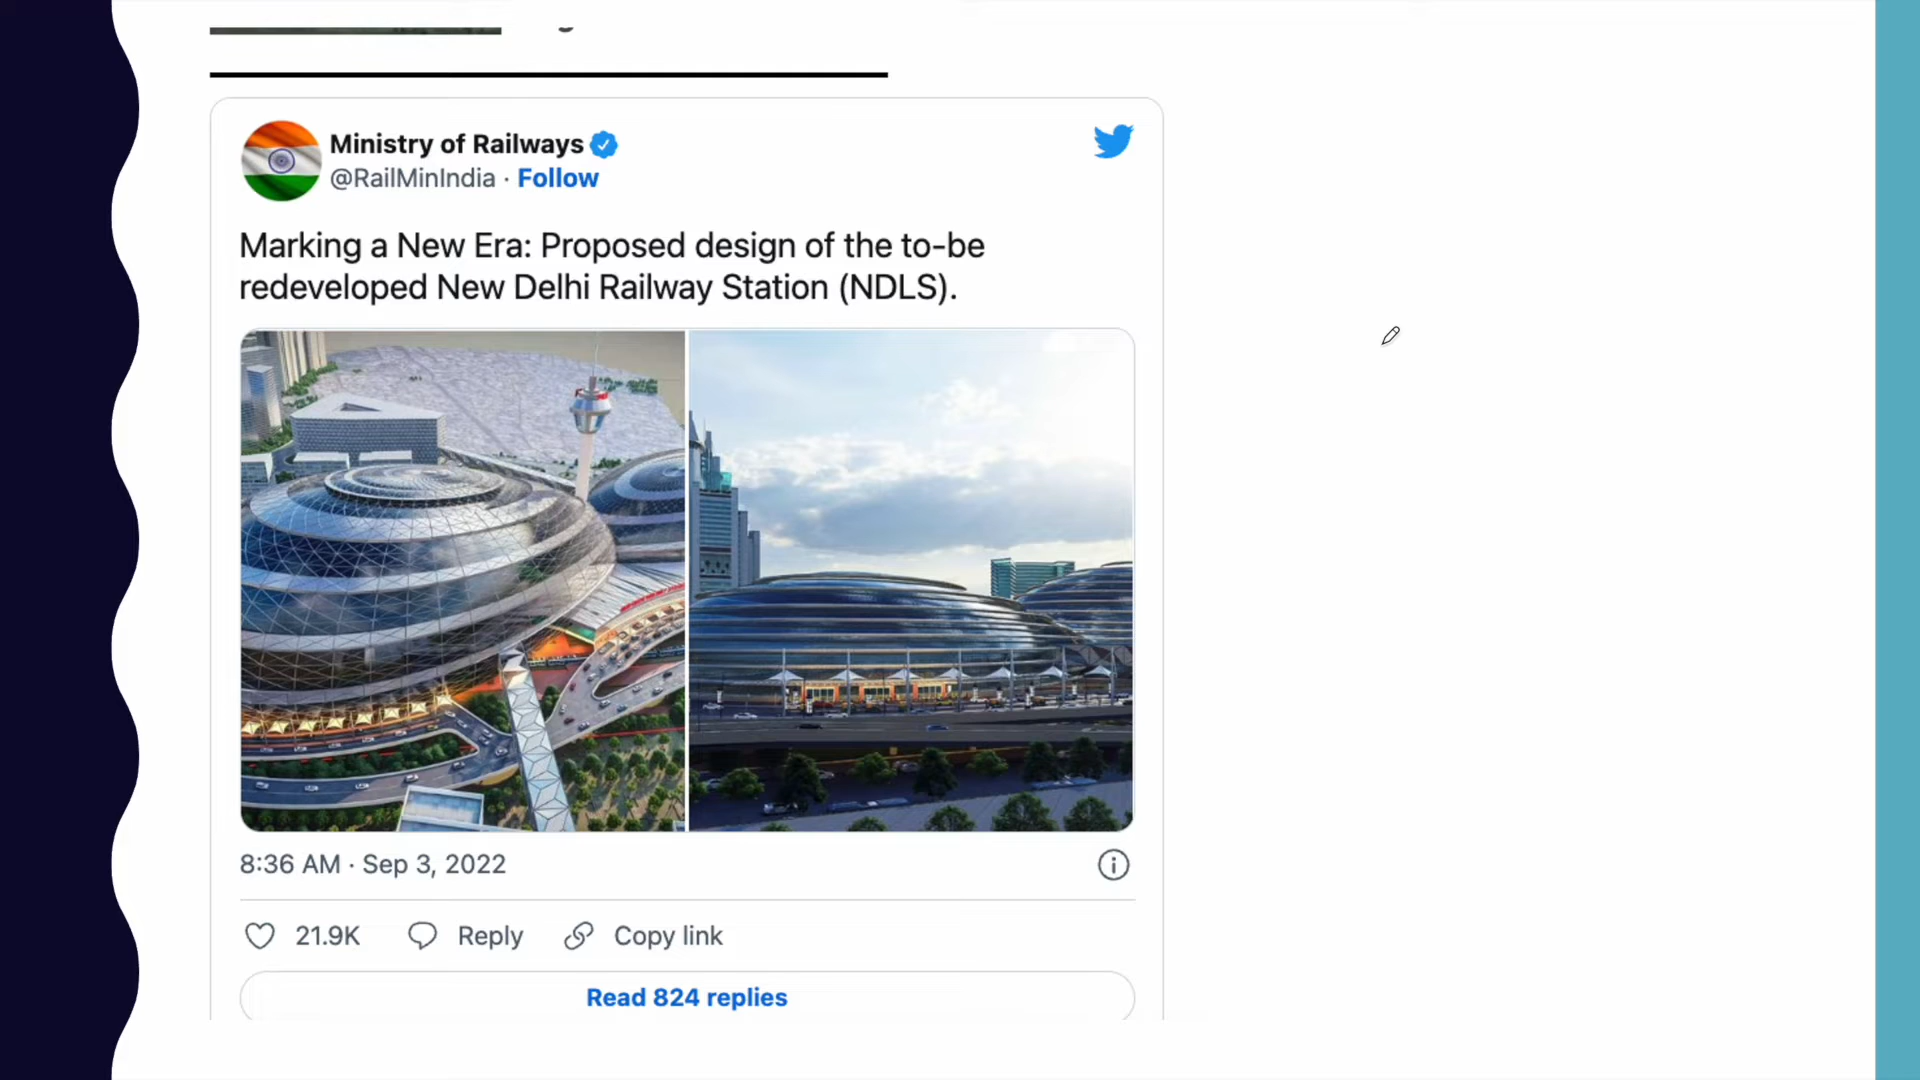 Ministry of Railways
@RailMinIndia · Follow
Marking a New Era: Proposed design of the to-be
redeveloped New Delhi Railway Station (NDLS).
8:36 AM · Sep 3, 2022
21.9K Reply Copy link
Read 824 replies